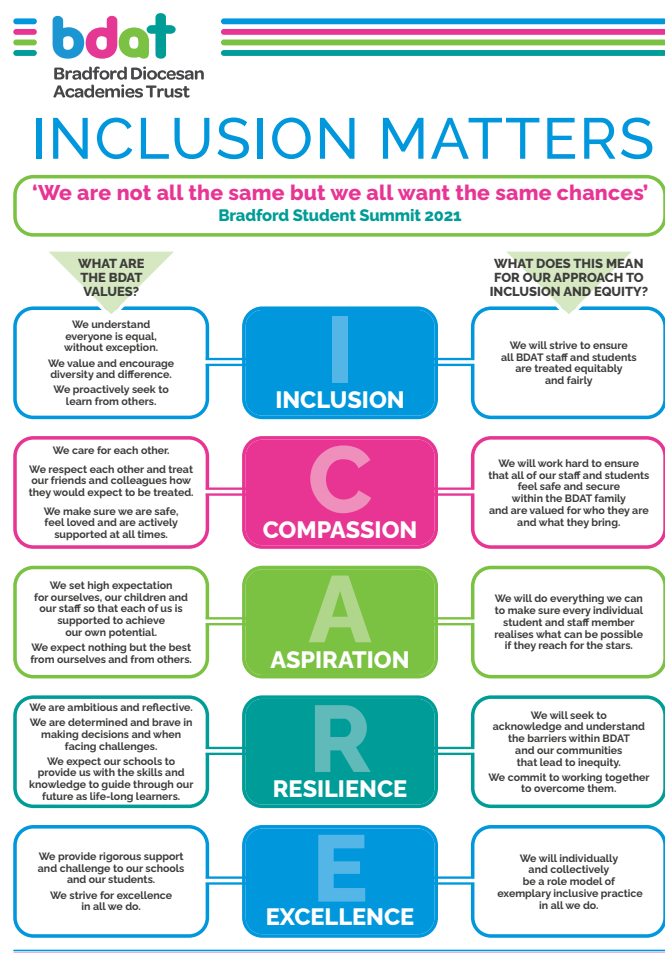 bdat
Bradford Diocesan
Academies Trust
INCLUSION MATTERS
‘We are not all the same but we all want the same chances’
Bradford Student Summit 2021
WHAT ARE
THE BDAT
VALUES?
WHAT DOES THIS MEAN
FOR OUR APPROACH TO
INCLUSION AND EQUITY?
We understand
everyone is equal,
without exception.
We value and encourage
diversity and difference.
We proactively seek to
learn from others.
I
INCLUSION
We will strive to ensure
all BDAT staff and students
are treated equitably
and fairly
We care for each other.
We respect each other and treat
our friends and colleagues how
they would expect to be treated.
We make sure we are safe,
feel loved and are actively
supported at all times.
C
COMPASSION
We will work hard to ensure
that all of our staff and students
feel safe and secure
within the BDAT family
and are valued for who they are
and what they bring.
We set high expectation
for ourselves, our children and
our staff so that each of us is
supported to achieve
our own potential.
We expect nothing but the best
from ourselves and from others.
A
ASPIRATION
We will do everything we can
to make sure every individual
student and staff member
realises what can be possible
if they reach for the stars.
We are ambitious and reflective.
We are determined and brave in
making decisions and when
facing challenges.
We expect our schools to
provide us with the skills and
knowledge to guide through our
future as life-long learners.
R
RESILIENCE
We will seek to
acknowledge and understand
the barriers within BDAT
and our communities
that lead to inequity.
We commit to working together
to overcome them.
We provide rigorous support
and challenge to our schools
and our students.
We strive for excellence
in all we do.
E
EXCELLENCE
We will individually
and collectively
be a role model of
exemplary inclusive practice
in all we do.